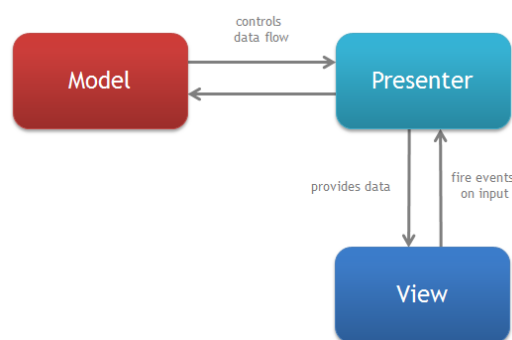 controls
data flow
Model
Presenter
provides data
fire events
on input
View